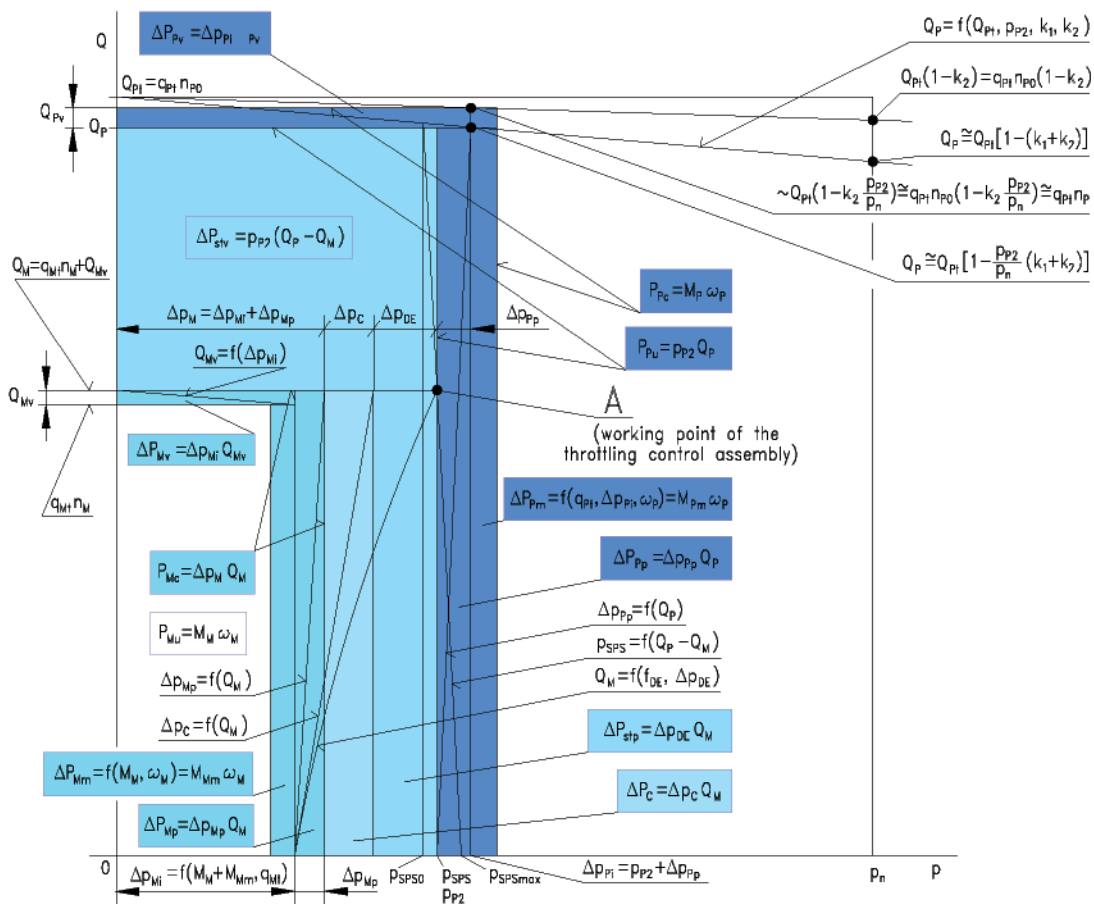 Q
ΔP_Pv = Δp_Pi  Pv
Q_P = f(Q_Pt, p_P2, k_1, k_2)
Q_Pt = q_Pt n_P0
Q_Pt(1-k_2) = q_Pt n_P0(1-k_2)
Q_Pv
Q_P
Q_P ≅ Q_Pt[1-(k_1+k_2)]
~Q_Pt(1-k_2 p_P2/p_n) ≅ q_Pt n_P0(1-k_2 p_P2/p_n) ≅ q_Pt n_P
ΔP_stv = p_P2(Q_P - Q_M)
Q_M = q_Mt n_M + Q_Mv
Q_P ≅ Q_Pt[1 - p_P2/p_n (k_1+k_2)]
P_Pc = M_P ω_P
Δp_M = Δp_Mi + Δp_Mp
Δp_C
Δp_DE
Δp_Pp
P_Pu = p_P2 Q_P
Q_Mv = f(Δp_Mi)
Q_Mv
A
(working point of the
throttling control assembly)
ΔP_Mv = Δp_Mi Q_Mv
q_Mt n_M
ΔP_Pm = f(q_Pt, Δp_Pi, ω_P) = M_Pm ω_P
ΔP_Pp = Δp_Pp Q_P
P_Mc = Δp_M Q_M
Δp_Pp = f(Q_P)
P_Mu = M_M ω_M
p_SPS = f(Q_P - Q_M)
Δp_Mp = f(Q_M)
Q_M = f(f_DE, Δp_DE)
Δp_C = f(Q_M)
ΔP_stp = Δp_DE Q_M
ΔP_Mm = f(M_M, ω_M) = M_Mm ω_M
ΔP_C = Δp_C Q_M
ΔP_Mp = Δp_Mp Q_M
0
Δp_Mi = f(M_M + M_Mm, q_Mt)
Δp_Mp
p_SPS0
p_SPS
p_P2
p_SPSmax
Δp_Pi = p_P2 + Δp_Pp
p_n
p